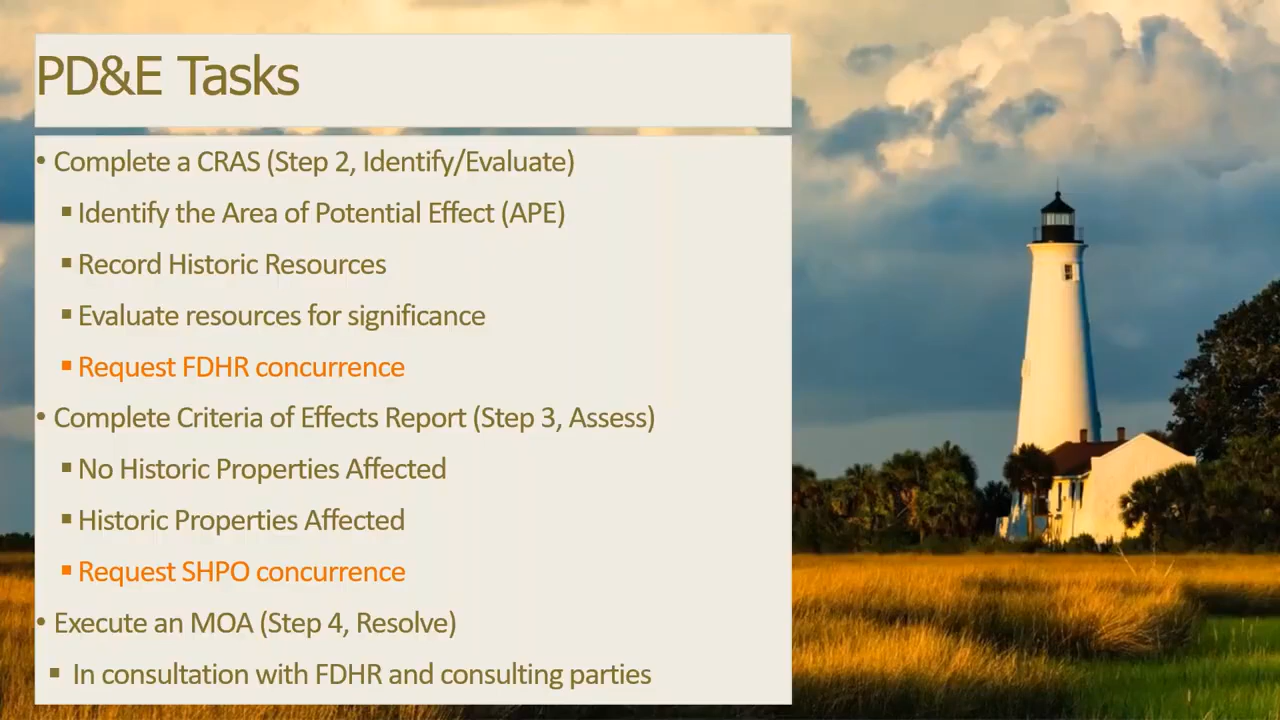 PD&E Tasks
• Complete a CRAS (Step 2, Identify/Evaluate)
▪ Identify the Area of Potential Effect (APE)
▪ Record Historic Resources
▪ Evaluate resources for significance
▪ Request FDHR concurrence
• Complete Criteria of Effects Report (Step 3, Assess)
▪ No Historic Properties Affected
▪ Historic Properties Affected
▪ Request SHPO concurrence
• Execute an MOA (Step 4, Resolve)
▪ In consultation with FDHR and consulting parties